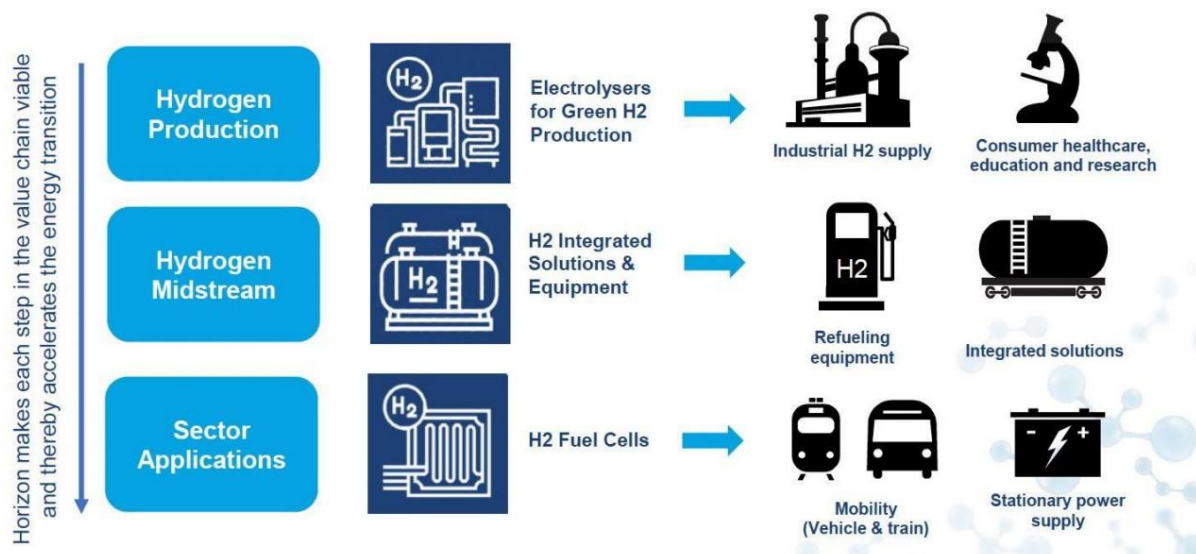 Horizon makes each step in the value chain viable
and thereby accelerates the energy transition
Hydrogen
Production
H2
Electrolysers
for Green H2
Production
Industrial H2 supply
Consumer healthcare,
education and research
Hydrogen
Midstream
H2
H2 Integrated
Solutions &
Equipment
H2
Refueling
equipment
Integrated solutions
Sector
Applications
H2
H2 Fuel Cells
Mobility
(Vehicle & train)
- +
Stationary power
supply